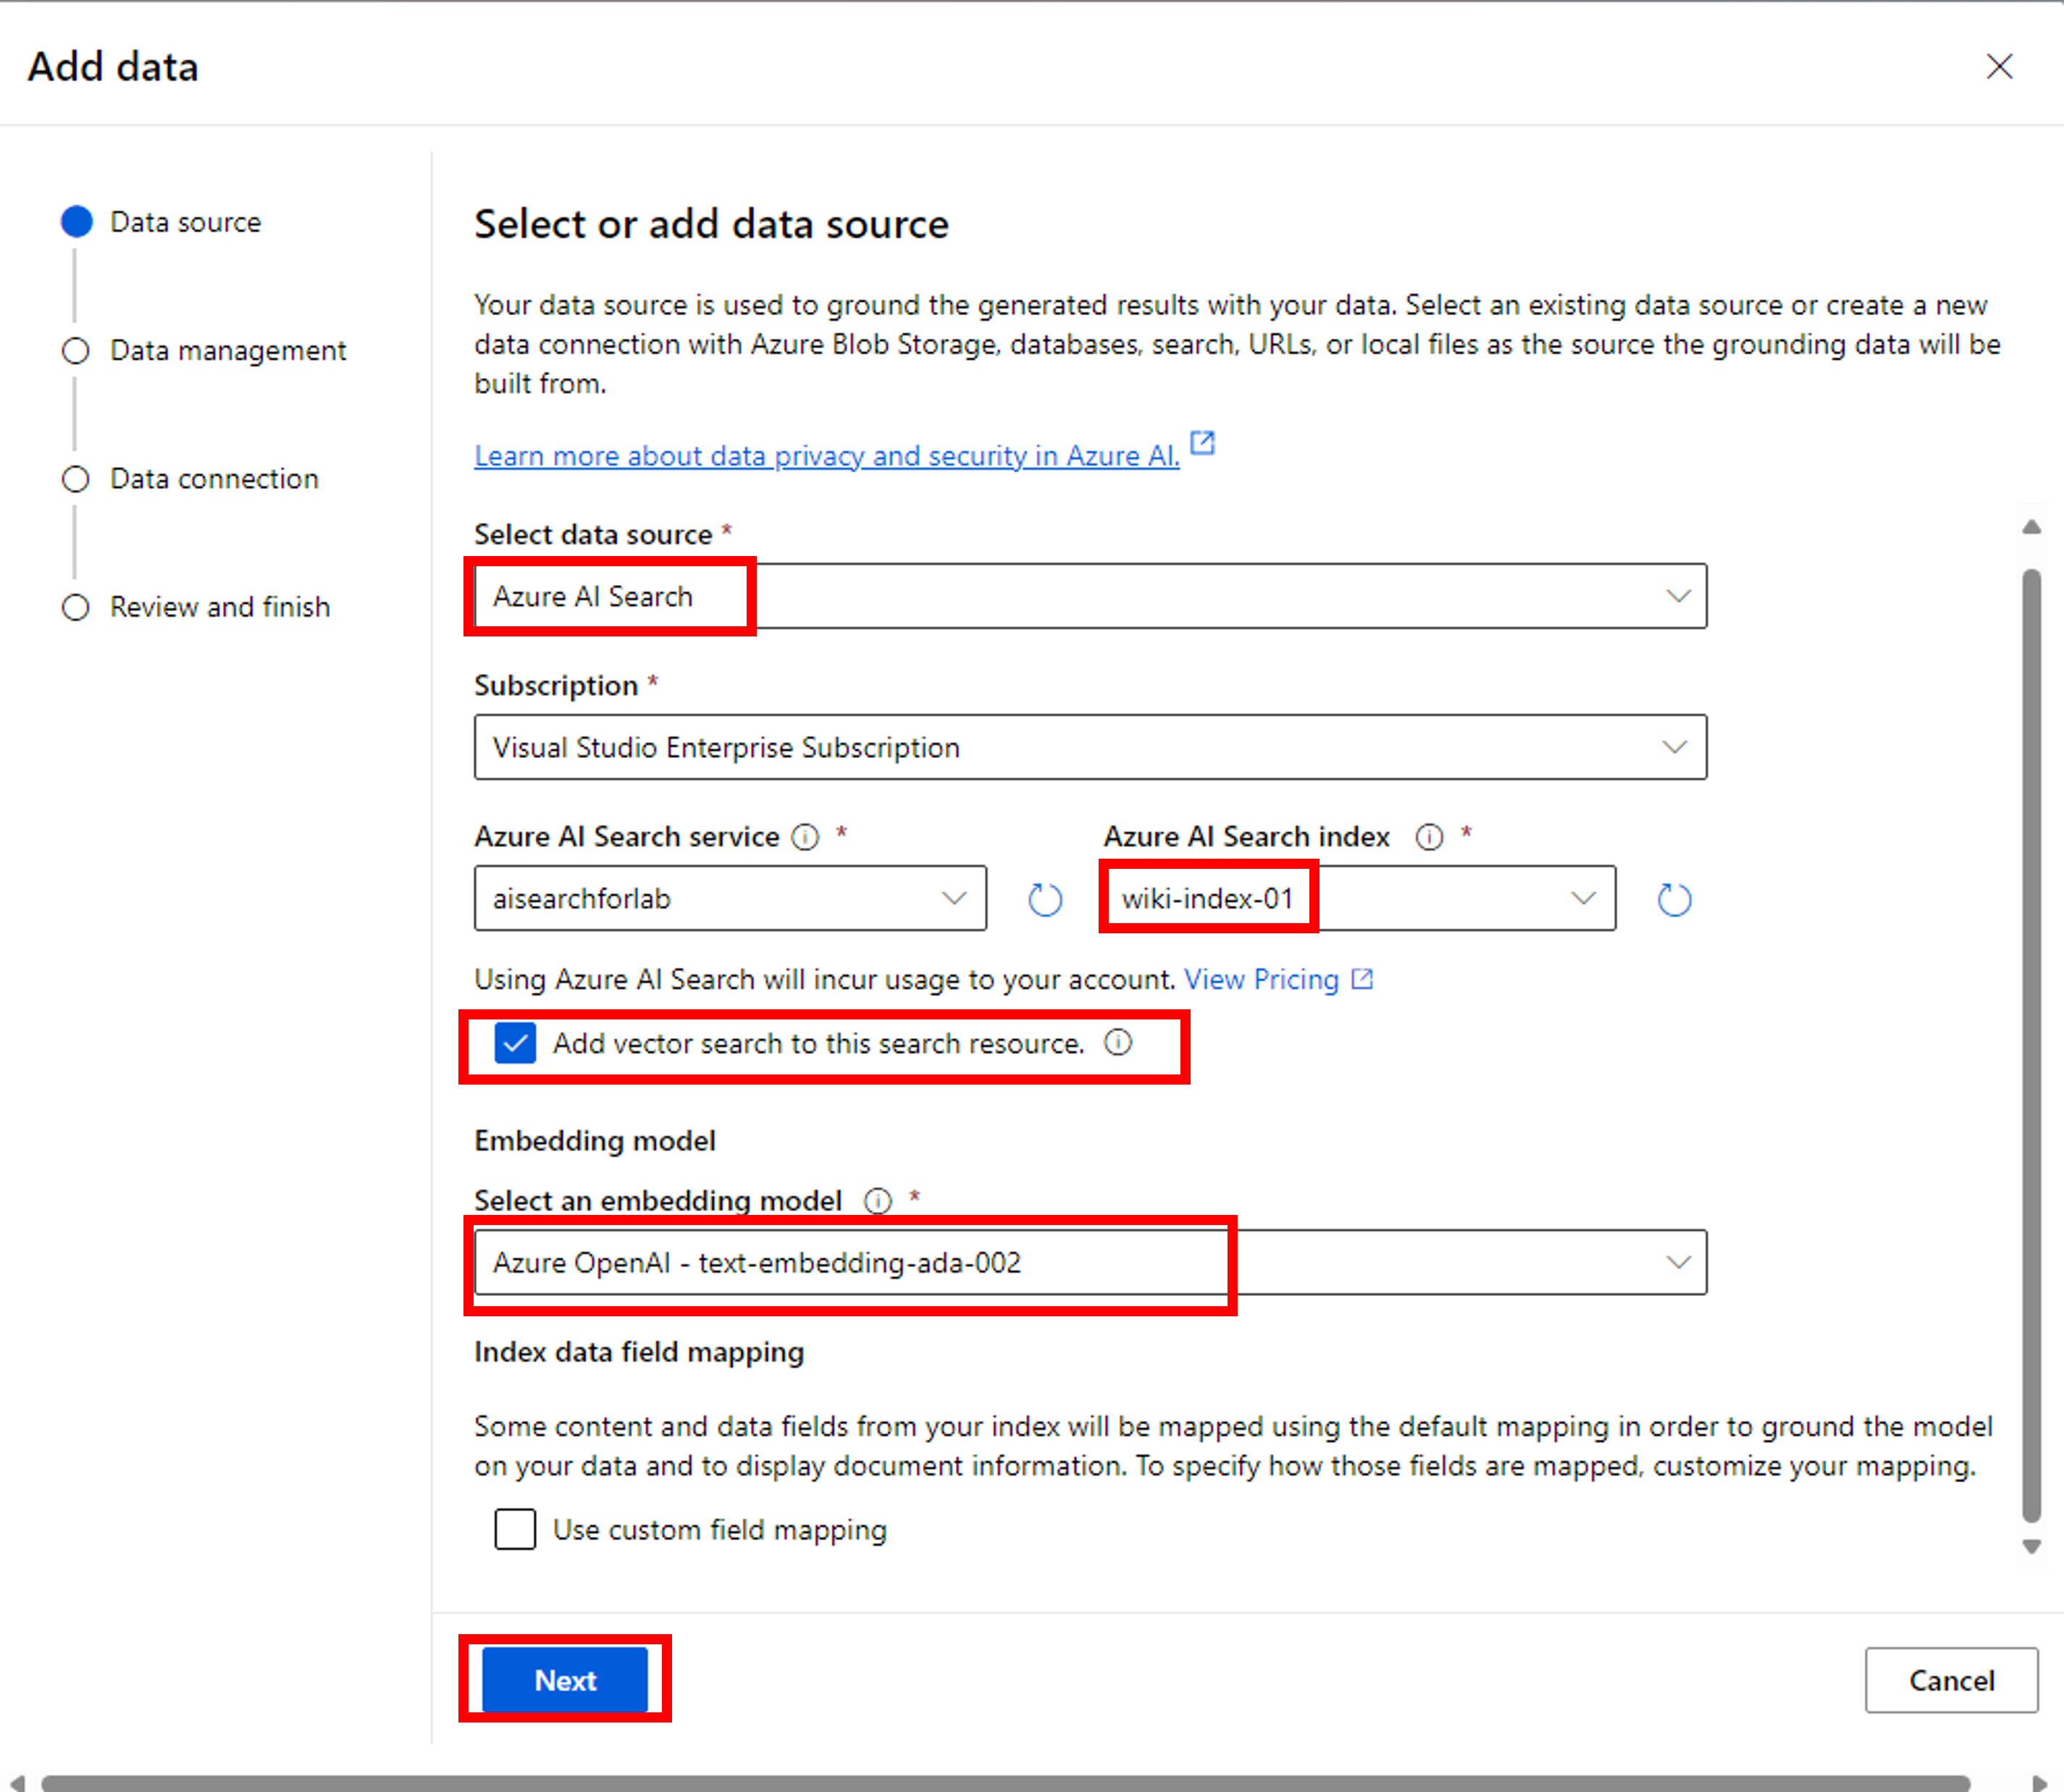 Add data
Data source
Data management
Data connection
Review and finish
Select or add data source
Your data source is used to ground the generated results with your data. Select an existing data source or create a new
data connection with Azure Blob Storage, databases, search, URLs, or local files as the source the grounding data will be
built from.
Learn more about data privacy and security in Azure AI.
Select data source *
Azure AI Search
Subscription *
Visual Studio Enterprise Subscription
Azure AI Search service * Azure AI Search index *
aisearchforlab wiki-index-01
Using Azure AI Search will incur usage to your account. View Pricing
Add vector search to this search resource.
Embedding model
Select an embedding model *
Azure OpenAI - text-embedding-ada-002
Index data field mapping
Some content and data fields from your index will be mapped using the default mapping in order to ground the model
on your data and to display document information. To specify how those fields are mapped, customize your mapping.
Use custom field mapping
Next Cancel